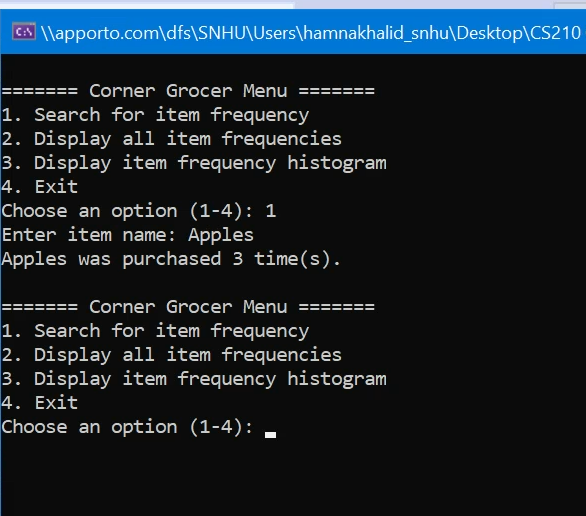 \\apporto.com\dfs\SNHU\Users\hamnakhalid_snhu\Desktop\CS210
======= Corner Grocer Menu =======
1. Search for item frequency
2. Display all item frequencies
3. Display item frequency histogram
4. Exit
Choose an option (1-4): 1
Enter item name: Apples
Apples was purchased 3 time(s).
======= Corner Grocer Menu =======
1. Search for item frequency
2. Display all item frequencies
3. Display item frequency histogram
4. Exit
Choose an option (1-4):